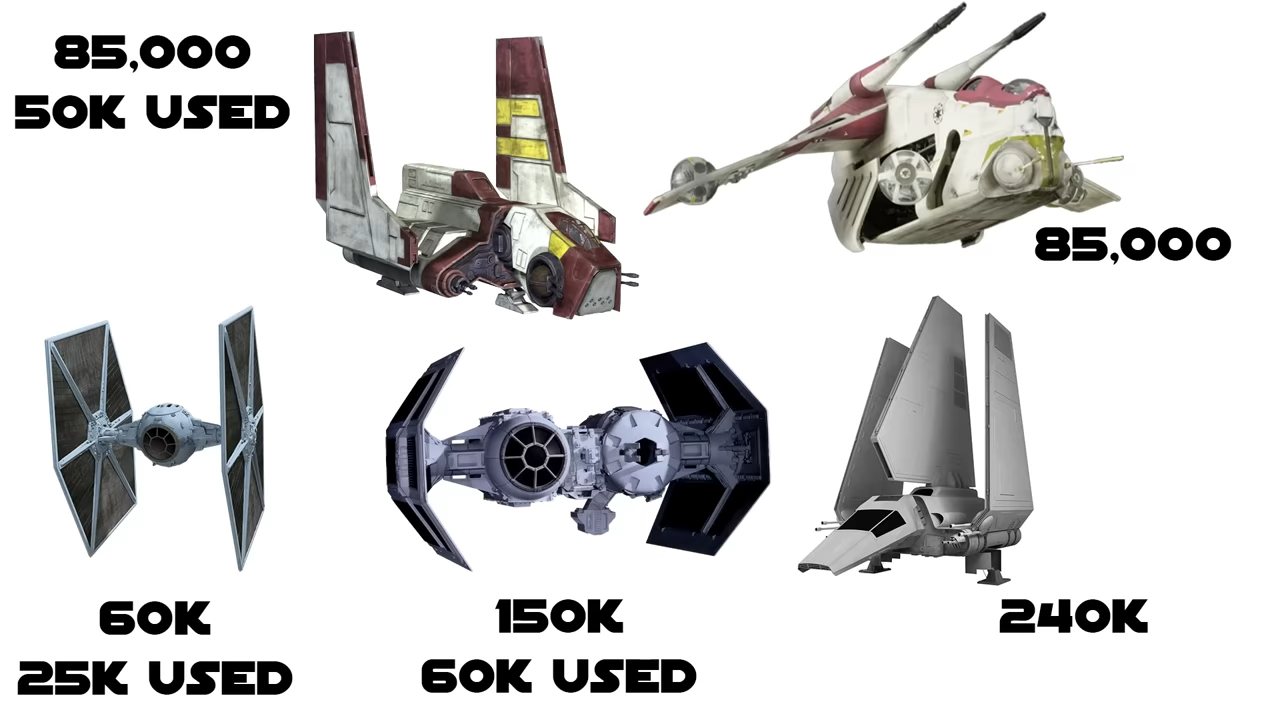 85,000
50K USED
85,000
60K
25K USED
150K
60K USED
240K